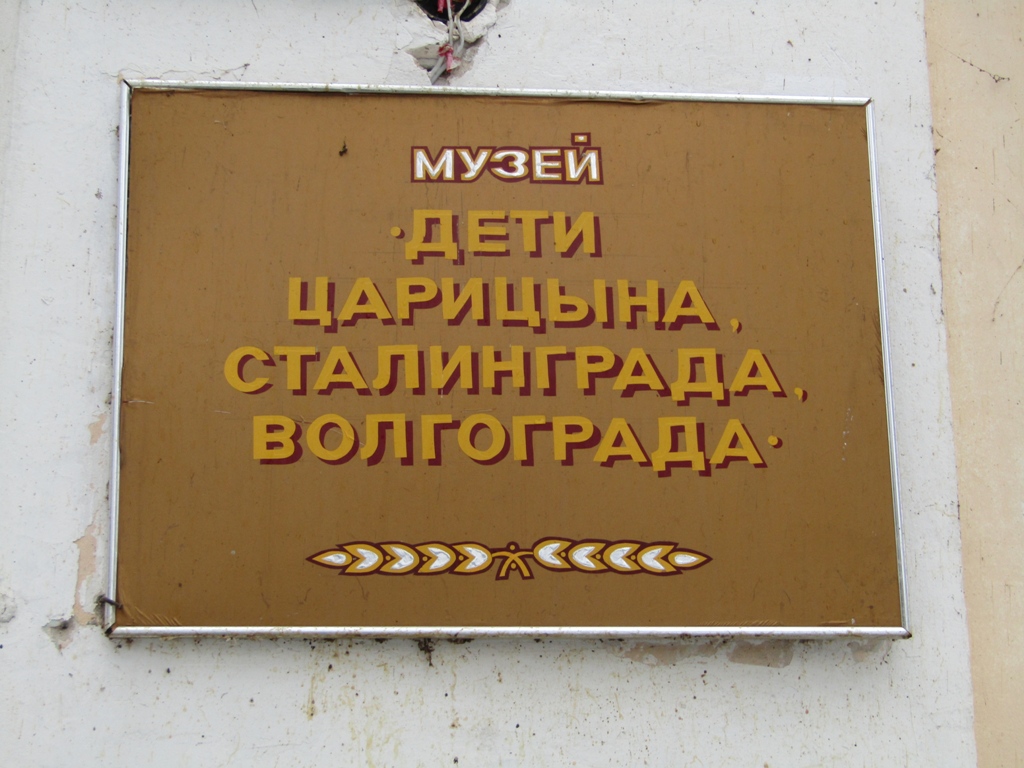 МУЗЕЙ
·ДЕТИ
ЦАРИЦЫНА,
СТАЛИНГРАДА,
ВОЛГОГРАДА·